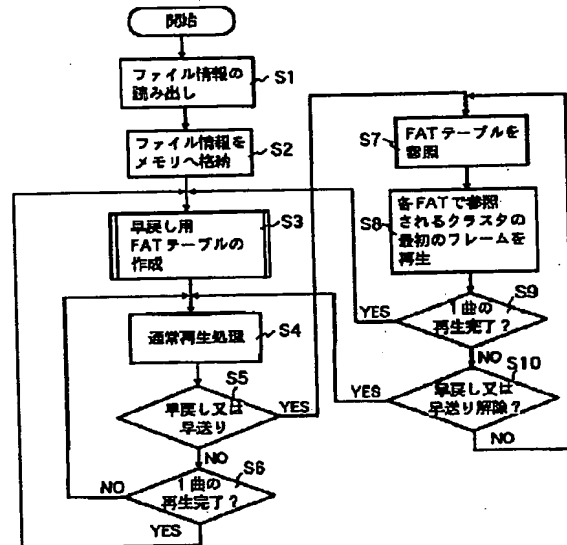 開始
ファイル情報の
読み出し
S1
ファイル情報を
メモリへ格納
S2
早戻し用
FATテーブルの
作成
S3
通常再生処理
S4
早戻し又は
早送り
S5
YES
NO
1曲の
再生完了?
S6
NO
YES
FATテーブルを
参照
S7
各FATで参照
されるクラスタの
最初のフレームを
再生
S8
1曲の
再生完了?
S9
YES
NO
早戻し又は
早送り解除?
S10
YES
NO